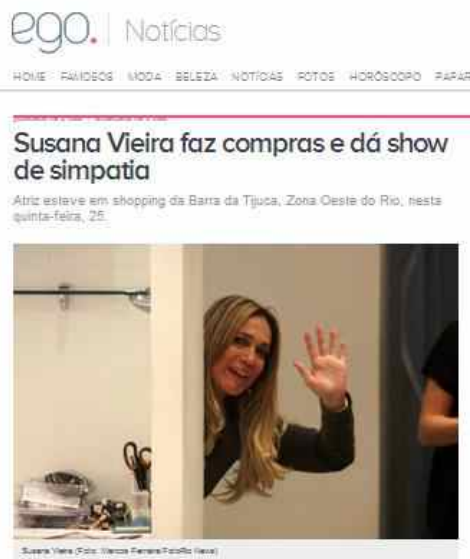 ego. Notícias
HOME FAMOSOS MODA BELEZA NOTÍCIAS FOTOS HORÓSCOPO PAPAR
Susana Vieira faz compras e dá show
de simpatia
Atriz esteve em shopping da Barra da Tijuca, Zona Oeste do Rio, nesta
quinta-feira, 25.
Susana Vieira (Foto: Marcos Ferreira/FotoRio News)